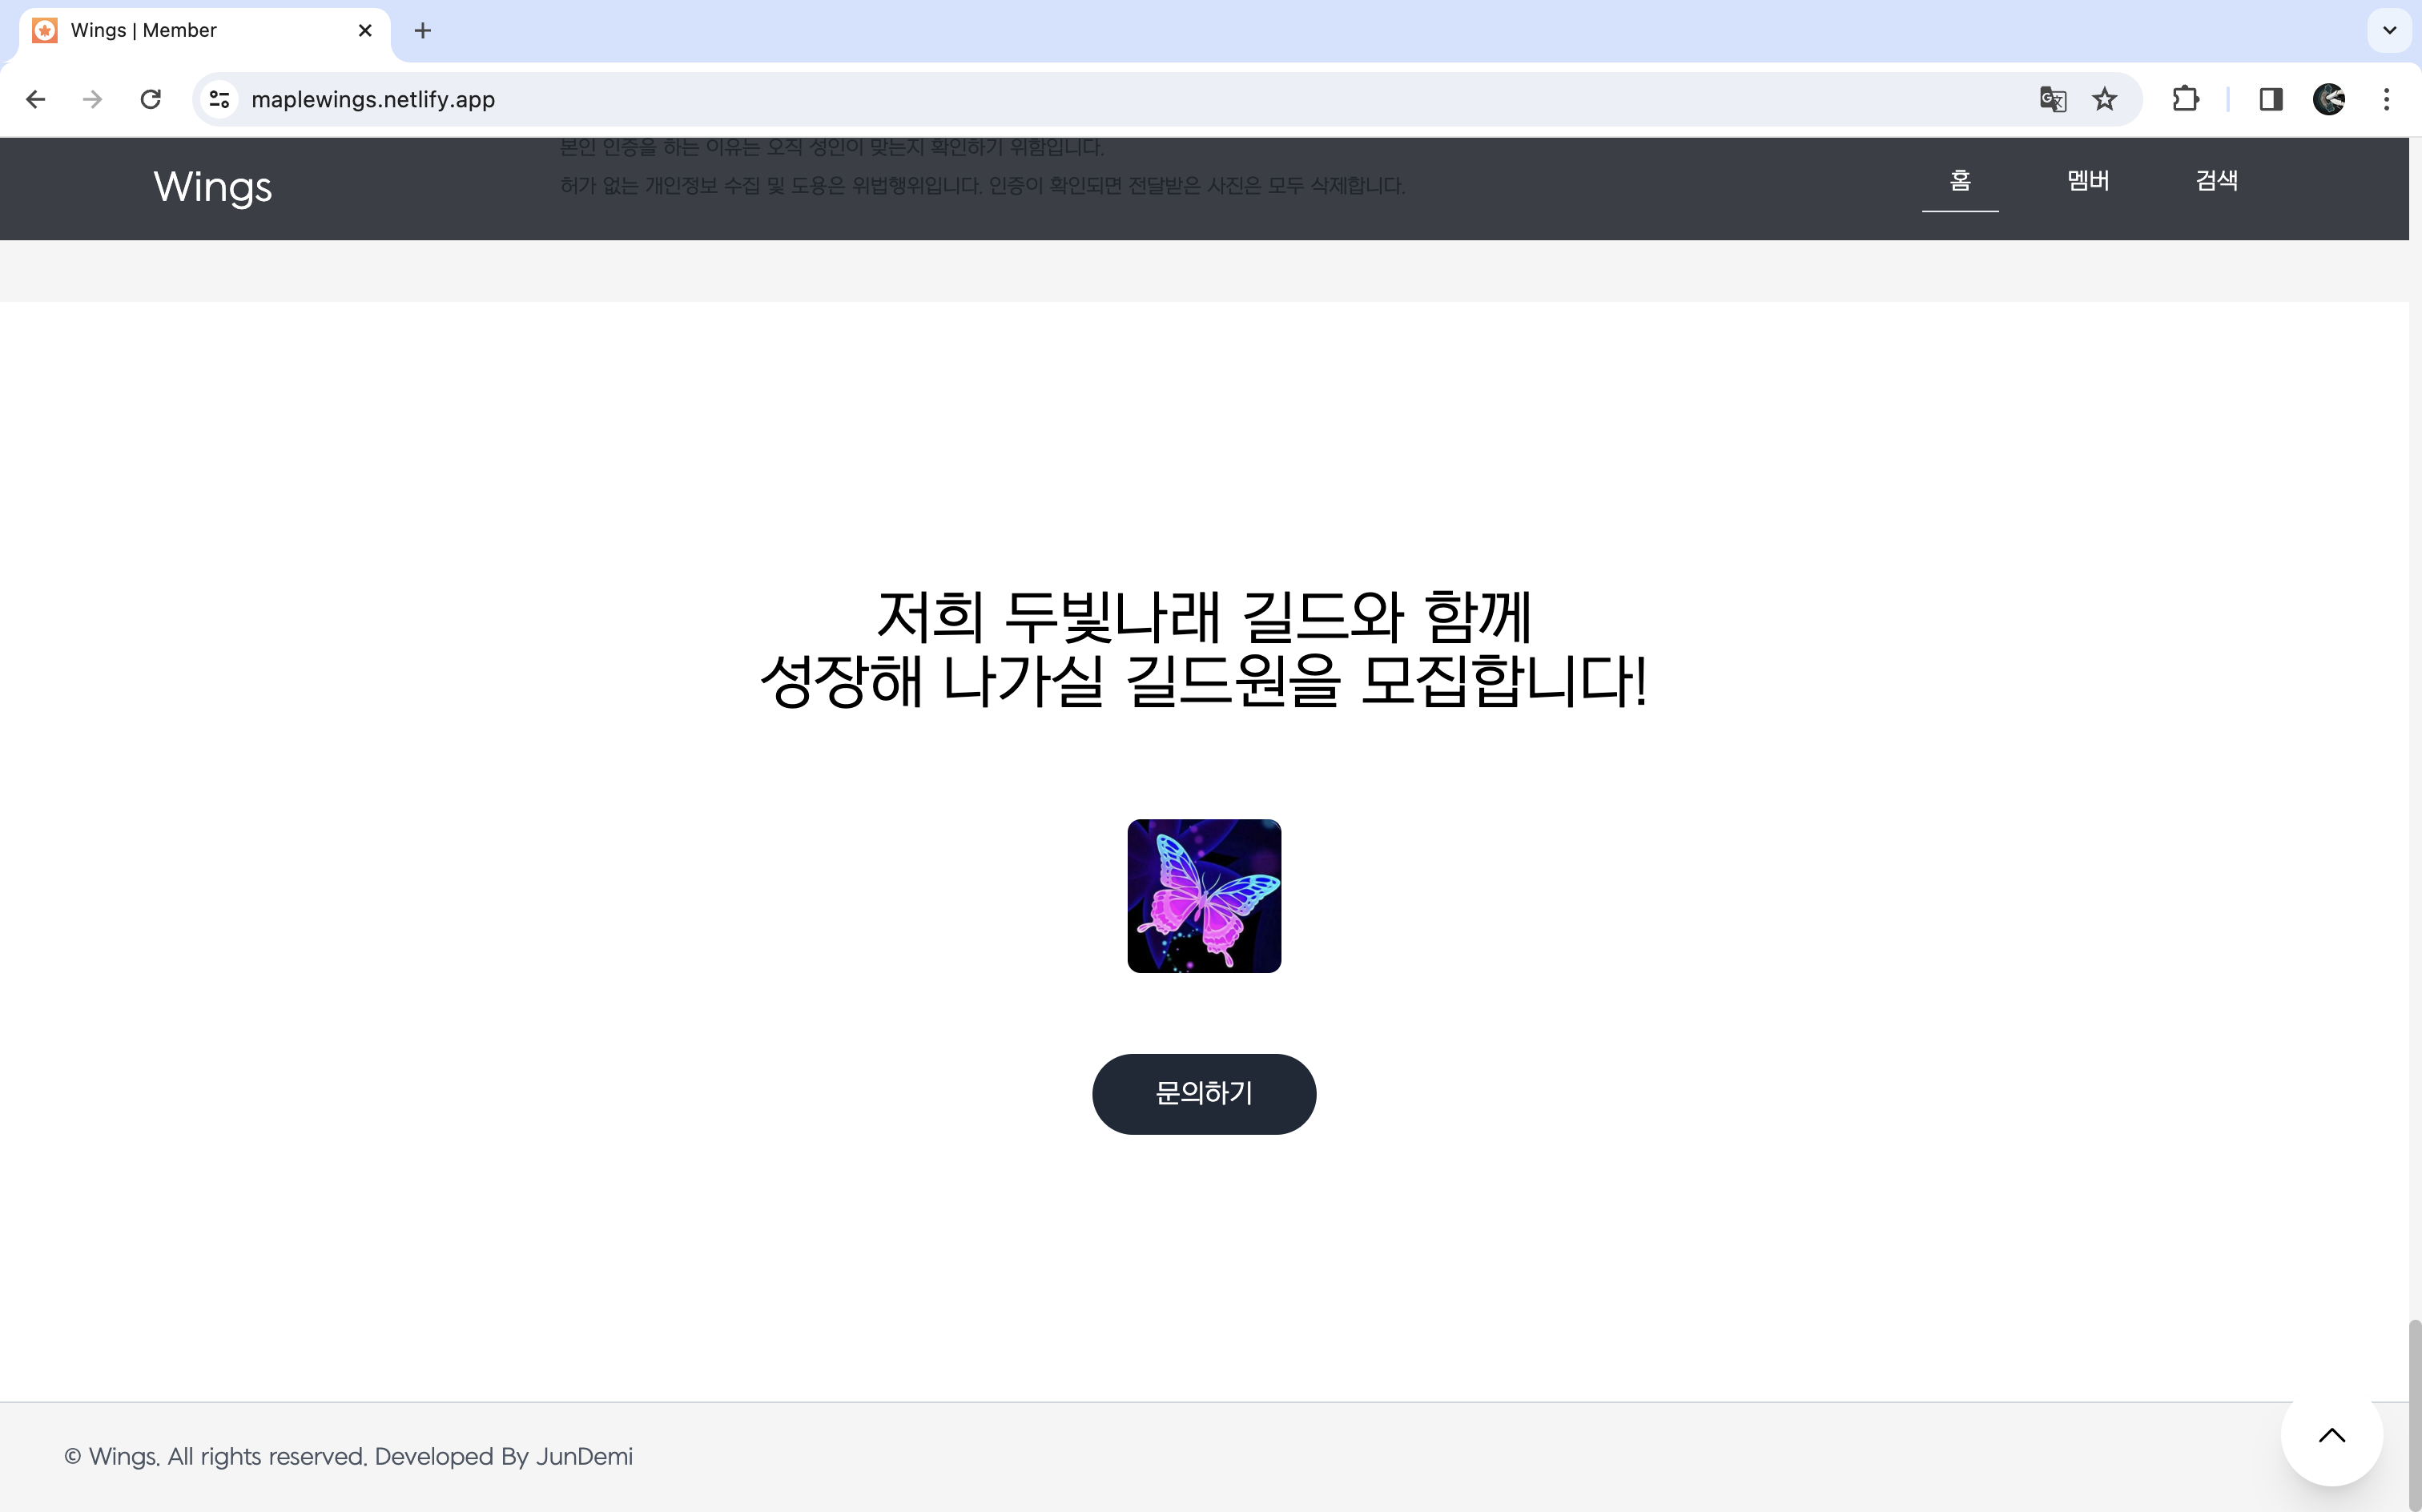 Wings | Member
maplewings.netlify.app
본인 인증을 하는 이유는 오직 성인이 맞는지 확인하기 위함입니다.
허가 없는 개인정보 수집 및 도용은 위법행위입니다. 인증이 확인되면 전달받은 사진은 모두 삭제합니다.
Wings
홈
멤버
검색
저희 두빛나래 길드와 함께
성장해 나가실 길드원을 모집합니다!
문의하기
© Wings. All rights reserved. Developed By JunDemi